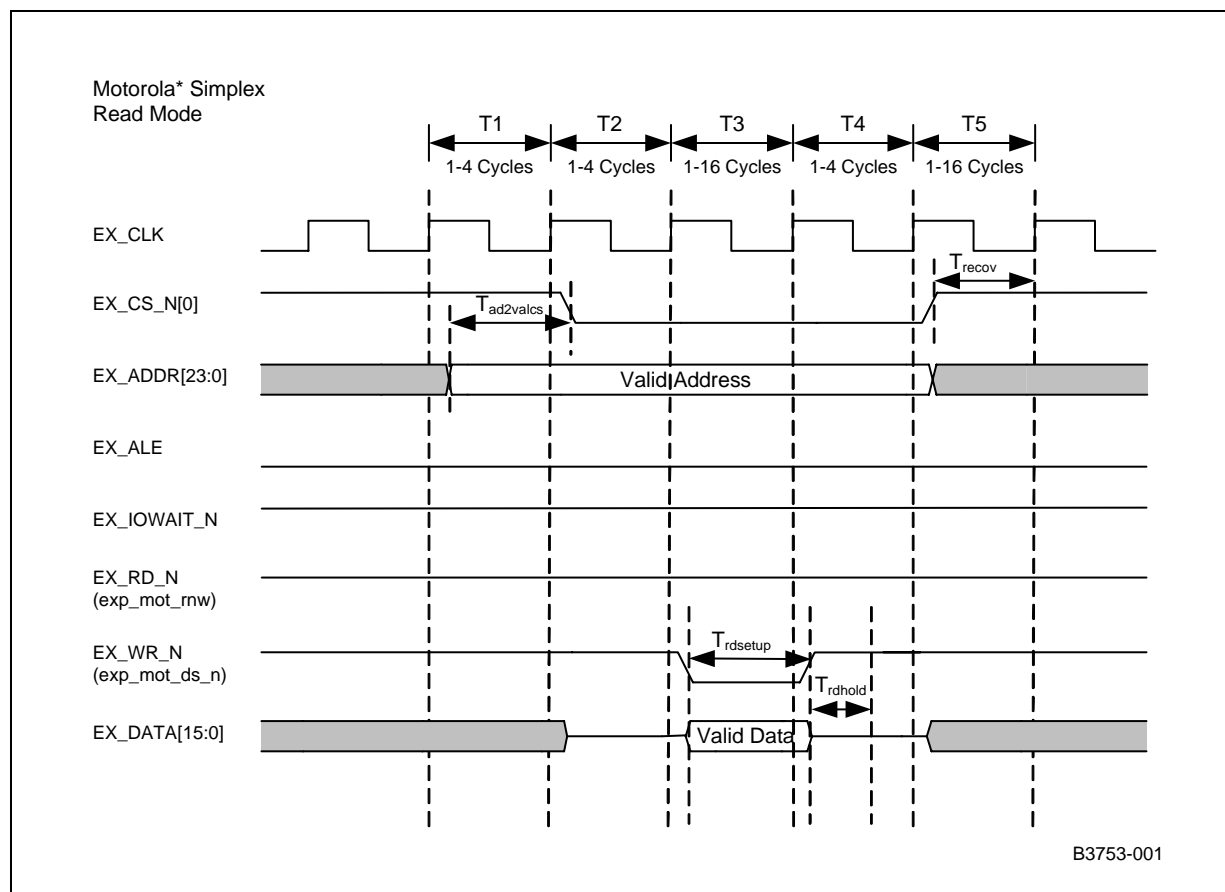 Motorola* Simplex
Read Mode
T1 T2 T3 T4 T5
1-4 Cycles 1-4 Cycles 1-16 Cycles 1-4 Cycles 1-16 Cycles
EX_CLK
Trecov
EX_CS_N[0]
Tad2valcs
EX_ADDR[23:0] Valid Address
EX_ALE
EX_IOWAIT_N
EX_RD_N
(exp_mot_rnw)
EX_WR_N Trdsetup
(exp_mot_ds_n)
Trdhold
EX_DATA[15:0] Valid Data
B3753-001